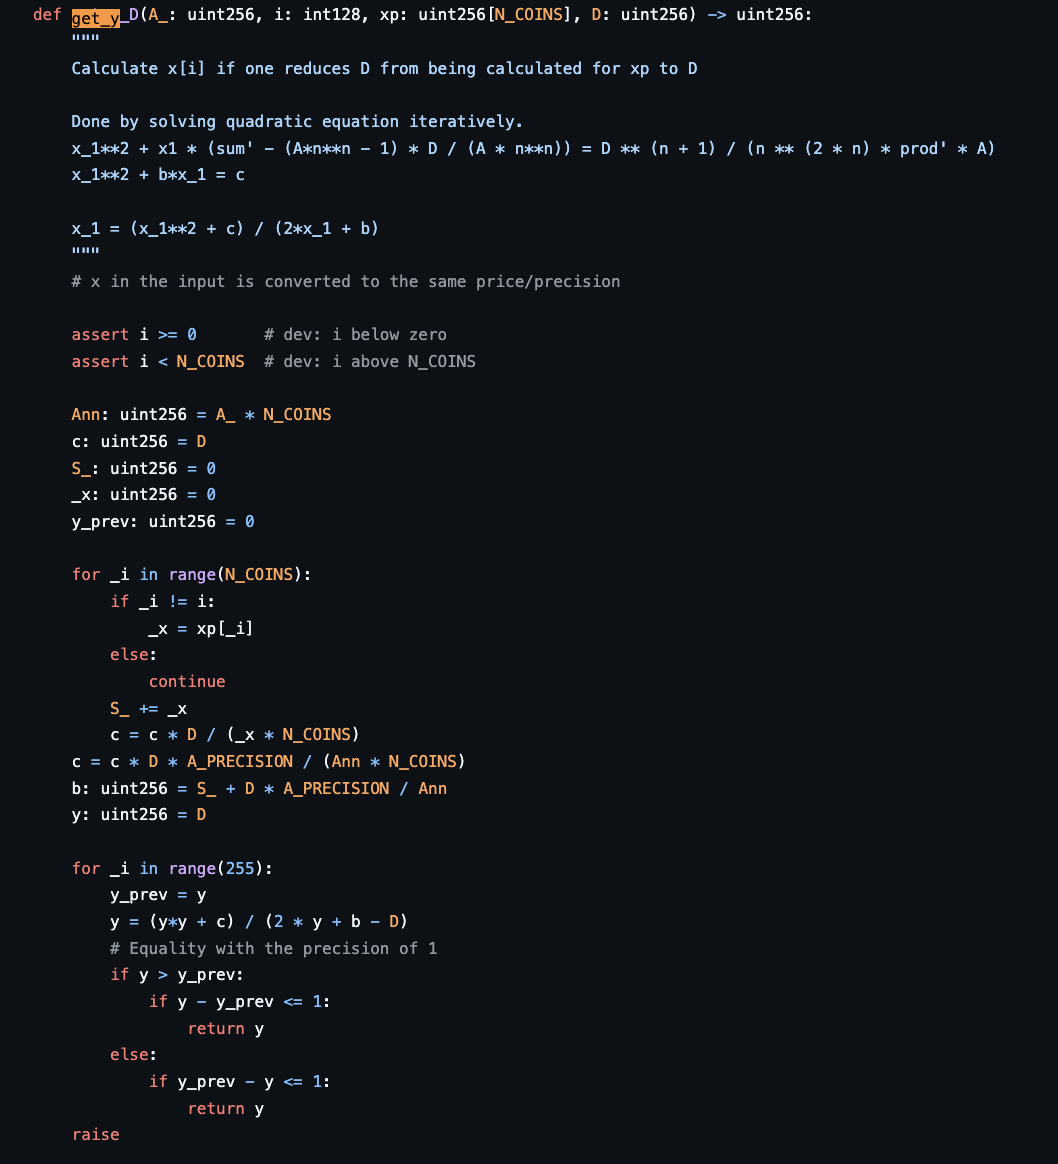 def get_y_D(A_: uint256, i: int128, xp: uint256[N_COINS], D: uint256) -> uint256:
"""
Calculate x[i] if one reduces D from being calculated for xp to D
Done by solving quadratic equation iteratively.
x_1**2 + x1 * (sum' - (A*n**n - 1) * D / (A * n**n)) = D ** (n + 1) / (n ** (2 * n) * prod' * A)
x_1**2 + b*x_1 = c
x_1 = (x_1**2 + c) / (2*x_1 + b)
"""
# x in the input is converted to the same price/precision
assert i >= 0       # dev: i below zero
assert i < N_COINS  # dev: i above N_COINS
Ann: uint256 = A_ * N_COINS
c: uint256 = D
S_: uint256 = 0
_x: uint256 = 0
y_prev: uint256 = 0
for _i in range(N_COINS):
if _i != i:
_x = xp[_i]
else:
continue
S_ += _x
c = c * D / (_x * N_COINS)
c = c * D * A_PRECISION / (Ann * N_COINS)
b: uint256 = S_ + D * A_PRECISION / Ann
y: uint256 = D
for _i in range(255):
y_prev = y
y = (y*y + c) / (2 * y + b - D)
# Equality with the precision of 1
if y > y_prev:
if y - y_prev <= 1:
return y
else:
if y_prev - y <= 1:
return y
raise